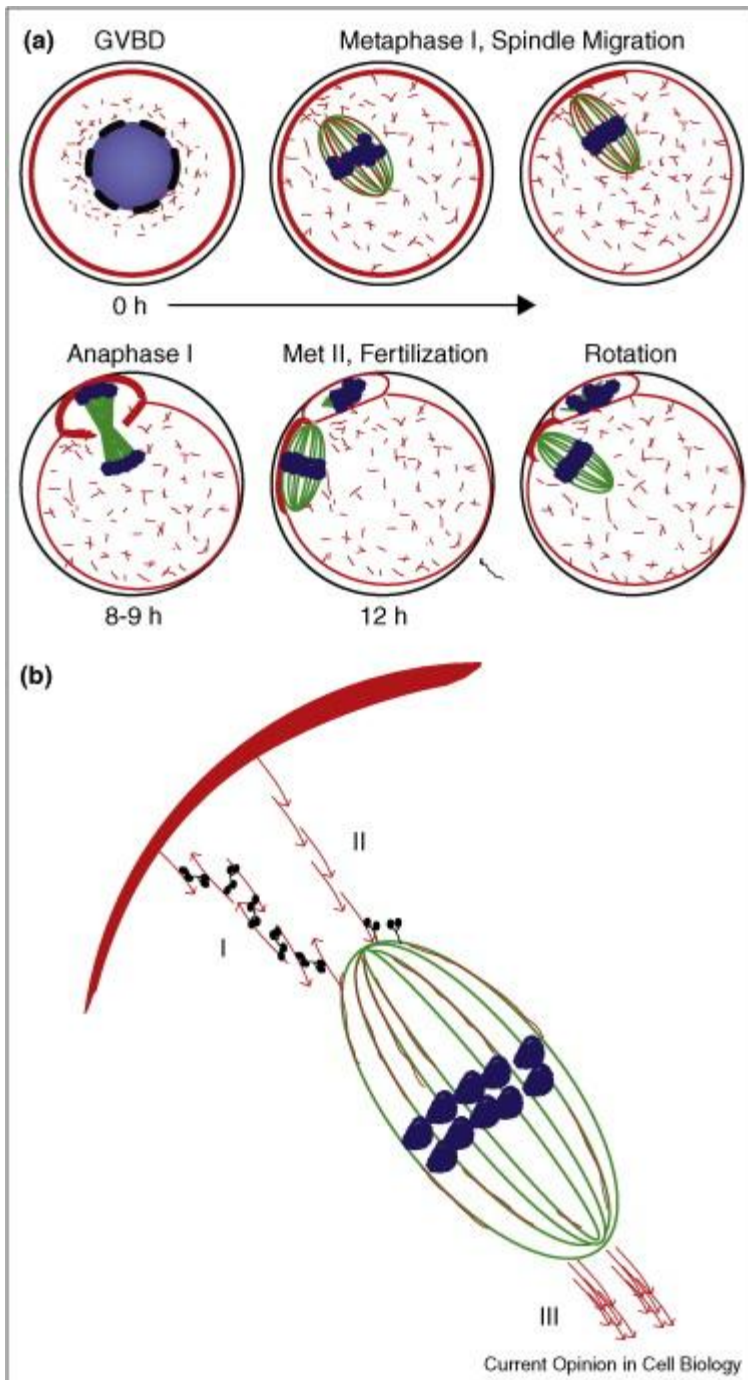 (a) GVBD Metaphase I, Spindle Migration
0 h
Anaphase I Met II, Fertilization Rotation
8-9 h 12 h
(b)
II
I
III
Current Opinion in Cell Biology